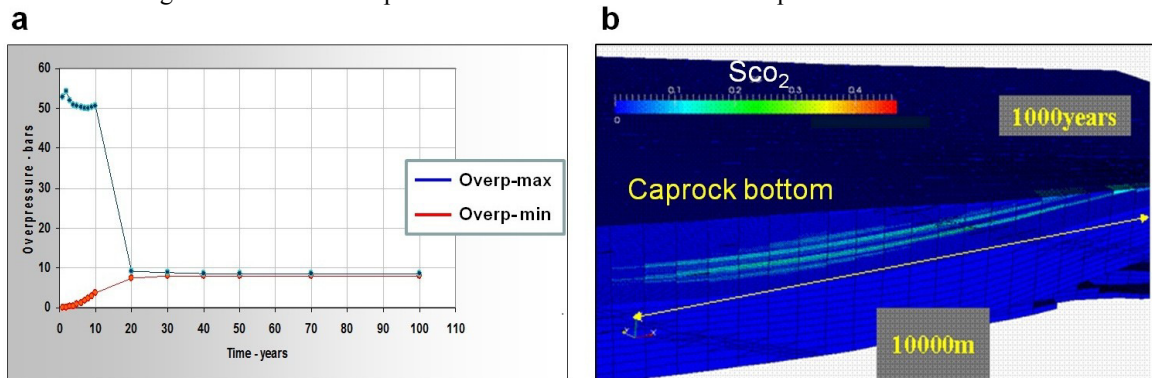 a
b
60
50
40
30
20
10
0
Overpressure - bars
0 10 20 30 40 50 60 70 80 90 100 110
Time - years
Overp-max
Overp-min
Sco2
0 0.1 0.2 0.3 0.4
1000years
Caprock bottom
10000m